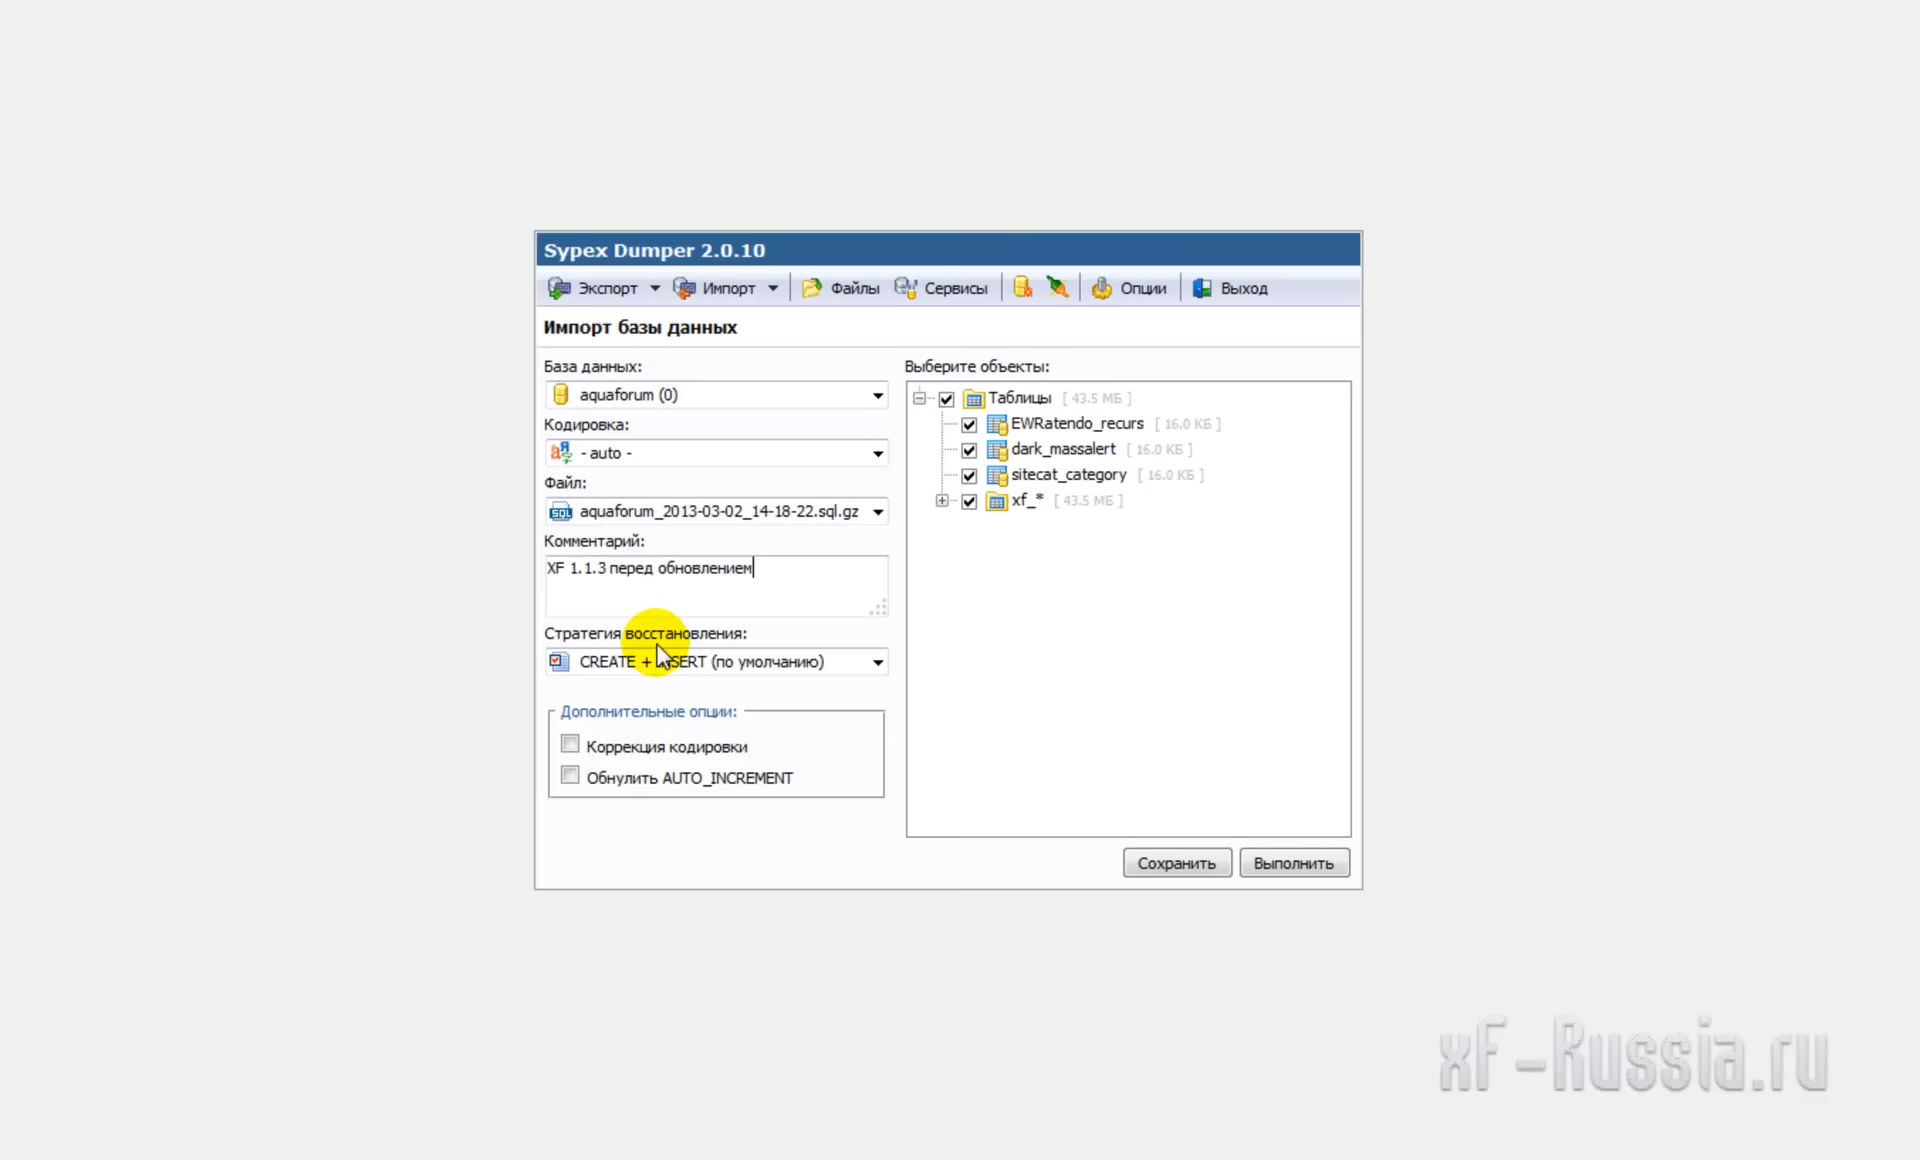 Sypex Dumper 2.0.10
Экспорт Импорт Файлы Сервисы Опции Выход
Импорт базы данных
База данных:
aquaforum (0)
Кодировка:
- auto -
Файл:
aquaforum_2013-03-02_14-18-22.sql.gz
Комментарий:
XF 1.1.3 перед обновлением
Стратегия восстановления:
CREATE + SERT (по умолчанию)
Дополнительные опции:
Коррекция кодировки
Обнулить AUTO_INCREMENT
Выберите объекты:
Таблицы [ 43.5 МБ ]
EWRatendo_recurs [ 16.0 КБ ]
dark_massalert [ 16.0 КБ ]
sitecat_category [ 16.0 КБ ]
xf_* [ 43.5 МБ ]
Сохранить Выполнить
xF-Russia.ru